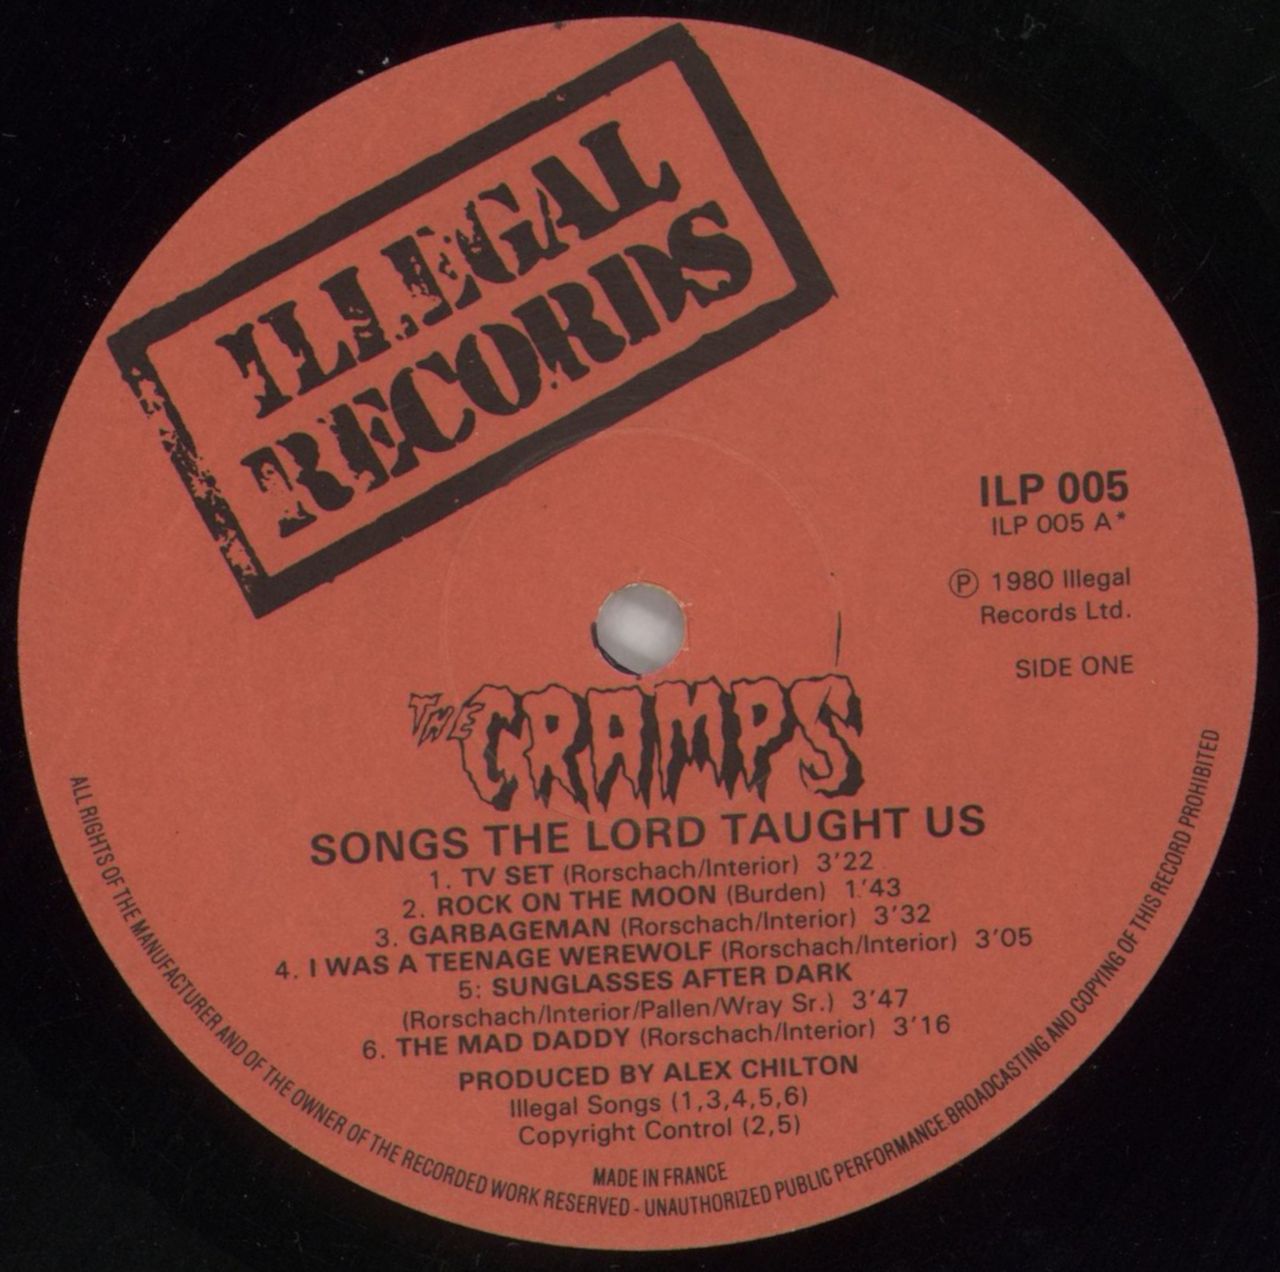 ILLEGAL
RECORDS
ILP 005
ILP 005 A*
Ⓟ 1980 Illegal
Records Ltd.
SIDE ONE
THE CRAMPS
SONGS THE LORD TAUGHT US
1. TV SET (Rorschach/Interior) 3'22
2. ROCK ON THE MOON (Burden) 1.'43
3. GARBAGEMAN (Rorschach/Interior) 3'32
4. I WAS A TEENAGE WEREWOLF (Rorschach/Interior) 3'05
5: SUNGLASSES AFTER DARK
(Rorschach/Interior/Pallen/Wray Sr.) 3'47
6. THE MAD DADDY (Rorschach/Interior) 3'16
PRODUCED BY ALEX CHILTON
Illegal Songs (1,3,4,5,6)
Copyright Control (2,5)
MADE IN FRANCE
ALL RIGHTS OF THE MANUFACTURER AND OF THE OWNER OF THE RECORDED WORK RESERVED - UNAUTHORIZED PUBLIC PERFORMANCE.BROADCASTING AND COPYING OF THIS RECORD PROHIBITED